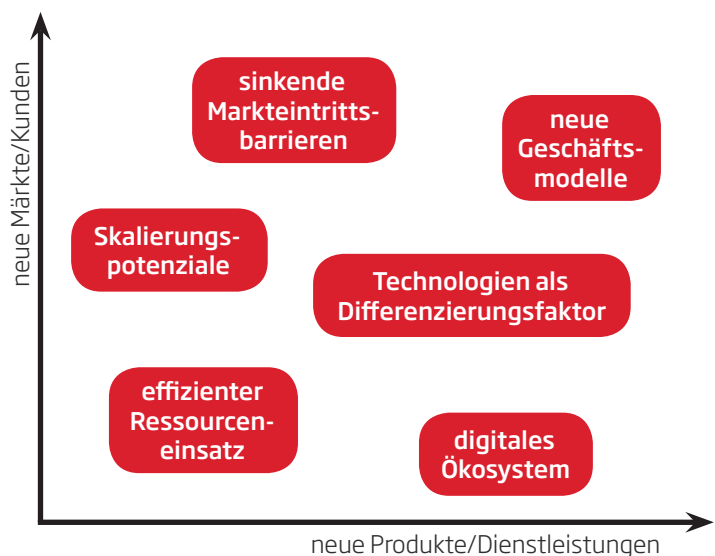 neue Märkte/Kunden
sinkende
Markteintritts-
barrieren
neue
Geschäfts-
modelle
Skalierungs-
potenziale
Technologien als
Differenzierungsfaktor
effizienter
Ressourcen-
einsatz
digitales
Ökosystem
neue Produkte/Dienstleistungen